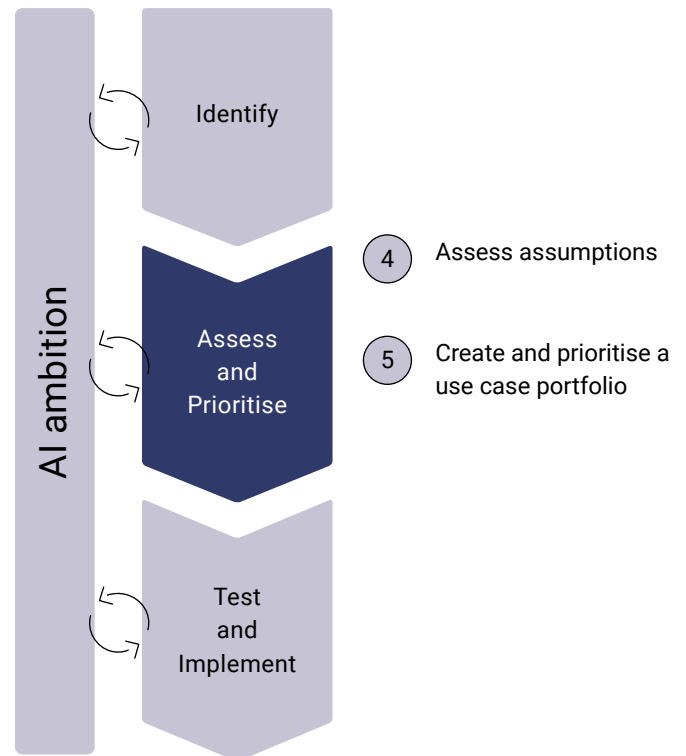 AI ambition
Identify
Assess
and
Prioritise
4
Assess assumptions
5
Create and prioritise a
use case portfolio
Test
and
Implement